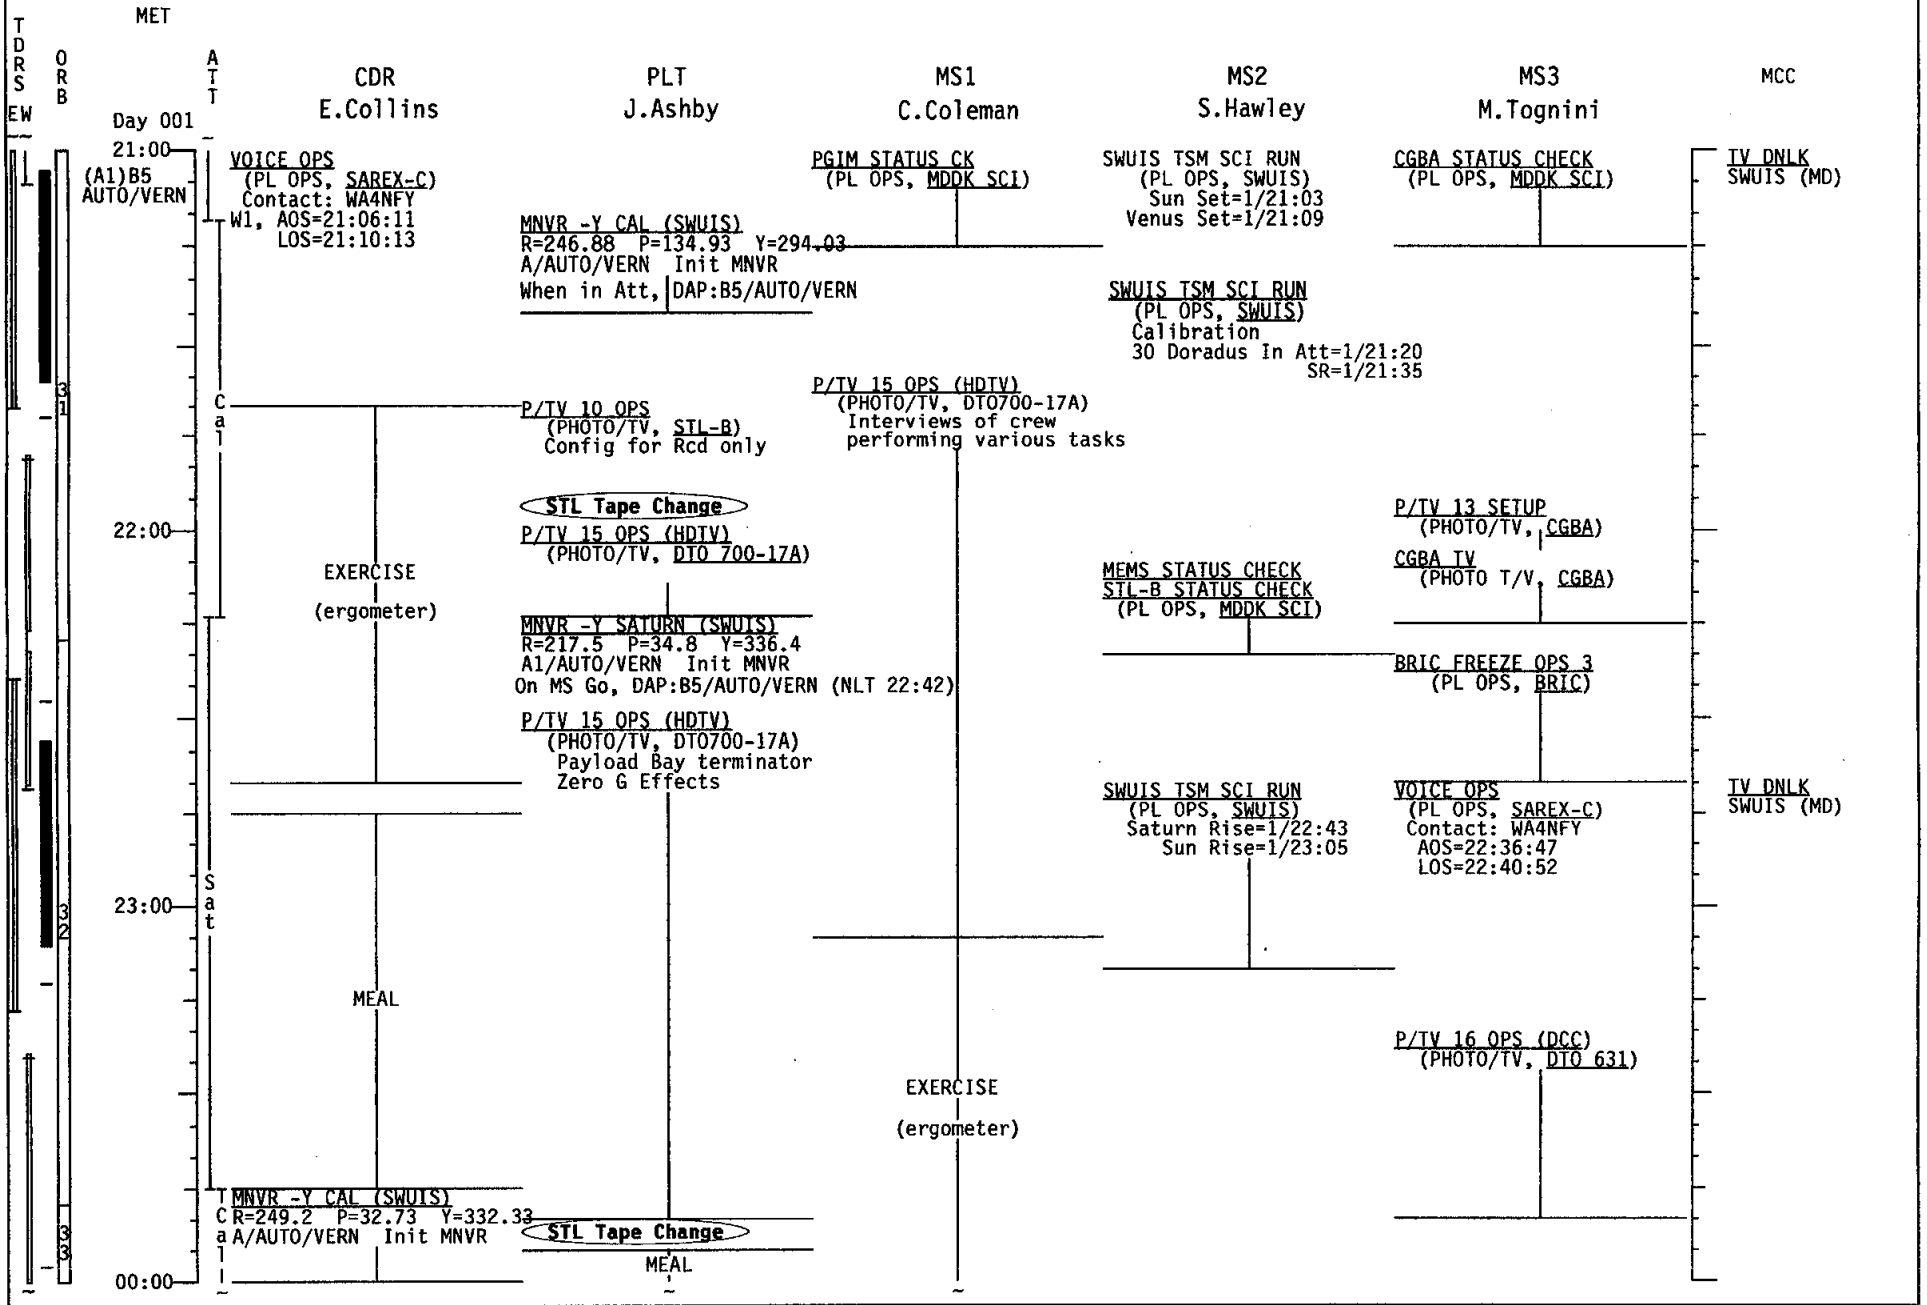 MET
TDRS
ORB
ATT
EW
CDR
E.Collins
PLT
J.Ashby
MS1
C.Coleman
MS2
S.Hawley
MS3
M.Tognini
MCC
Day 001
21:00
(A1)B5
AUTO/VERN
22:00
23:00
00:00
31
32
33
Cal
Sat
Cal
VOICE OPS
(PL OPS, SAREX-C)
Contact: WA4NFY
W1, AOS=21:06:11
LOS=21:10:13
EXERCISE
(ergometer)
MEAL
MNVR -Y CAL (SWUIS)
R=249.2 P=32.73 Y=332.33
A/AUTO/VERN Init MNVR
MNVR -Y CAL (SWUIS)
R=246.88 P=134.93 Y=294.03
A/AUTO/VERN Init MNVR
When in Att, DAP:B5/AUTO/VERN
P/TV 10 OPS
(PHOTO/TV, STL-B)
Config for Rcd only
STL Tape Change
P/TV 15 OPS (HDTV)
(PHOTO/TV, DTO 700-17A)
MNVR -Y SATURN (SWUIS)
R=217.5 P=34.8 Y=336.4
A1/AUTO/VERN Init MNVR
On MS Go, DAP:B5/AUTO/VERN (NLT 22:42)
P/TV 15 OPS (HDTV)
(PHOTO/TV, DTO700-17A)
Payload Bay terminator
Zero G Effects
STL Tape Change
MEAL
PGIM STATUS CK
(PL OPS, MDDK SCI)
P/TV 15 OPS (HDTV)
(PHOTO/TV, DTO700-17A)
Interviews of crew
performing various tasks
EXERCISE
(ergometer)
SWUIS TSM SCI RUN
(PL OPS, SWUIS)
Sun Set=1/21:03
Venus Set=1/21:09
SWUIS TSM SCI RUN
(PL OPS, SWUIS)
Calibration
30 Doradus In Att=1/21:20
SR=1/21:35
MEMS STATUS CHECK
STL-B STATUS CHECK
(PL OPS, MDDK SCI)
SWUIS TSM SCI RUN
(PL OPS, SWUIS)
Saturn Rise=1/22:43
Sun Rise=1/23:05
CGBA STATUS CHECK
(PL OPS, MDDK SCI)
P/TV 13 SETUP
(PHOTO/TV, CGBA)
CGBA TV
(PHOTO T/V, CGBA)
BRIC FREEZE OPS 3
(PL OPS, BRIC)
VOICE OPS
(PL OPS, SAREX-C)
Contact: WA4NFY
AOS=22:36:47
LOS=22:40:52
P/TV 16 OPS (DCC)
(PHOTO/TV, DTO 631)
TV DNLK
SWUIS (MD)
TV DNLK
SWUIS (MD)